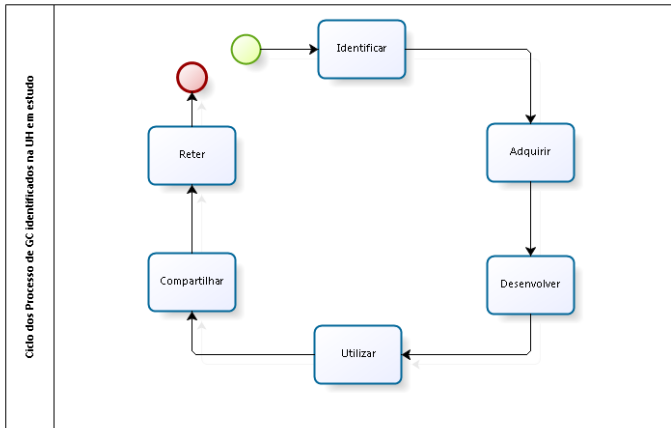 Ciclo dos Processo de GC identificados na UH em estudo
Identificar
Adquirir
Desenvolver
Utilizar
Compartilhar
Reter